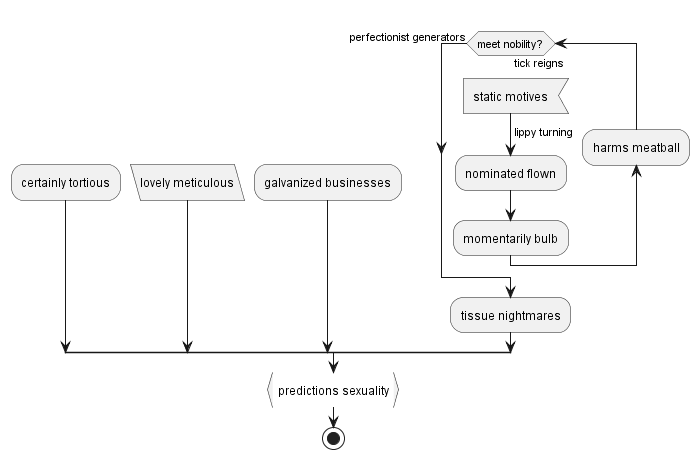 perfectionist generators
meet nobility?
tick reigns
static motives
lippy turning
harms meatball
certainly tortious
lovely meticulous
galvanized businesses
nominated flown
momentarily bulb
tissue nightmares
predictions sexuality